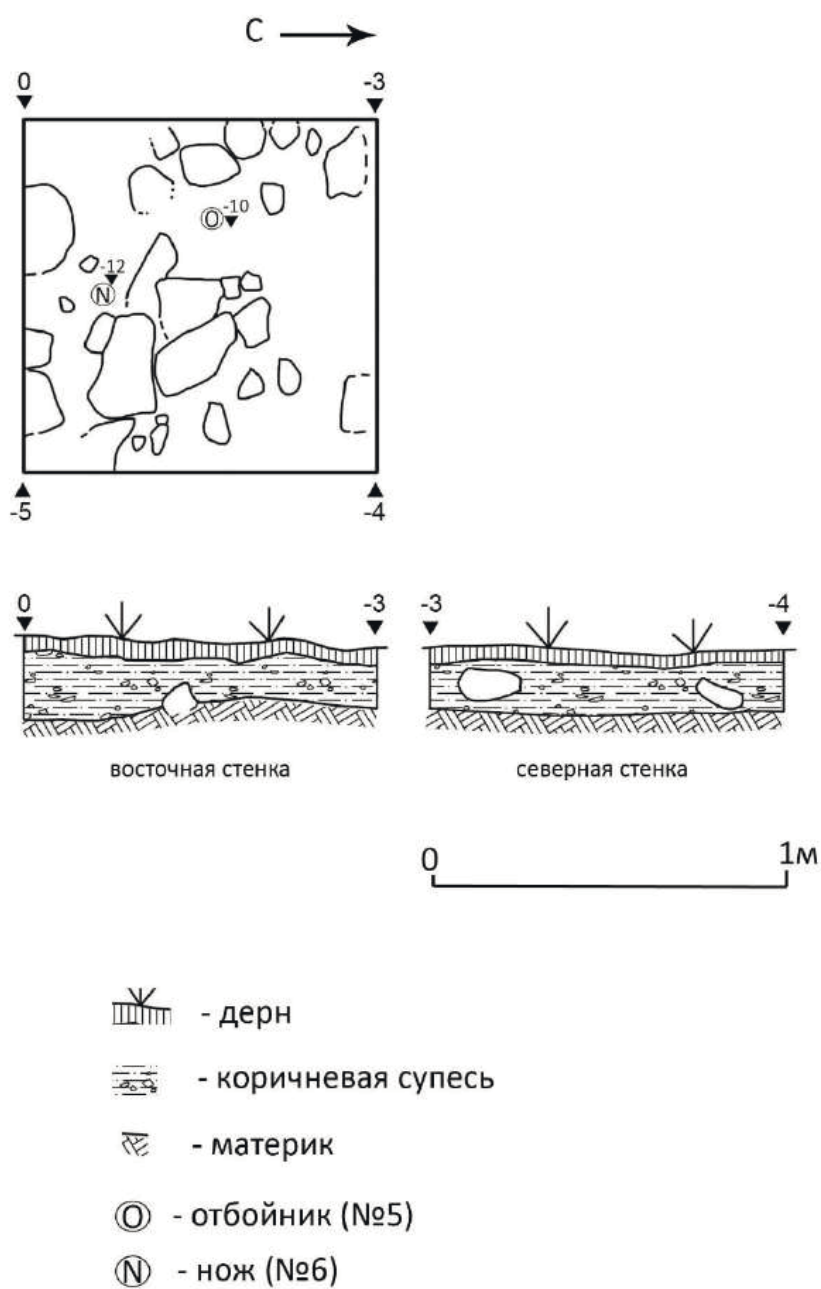 С
0 -3
О -10
-12
N
-5 -4
0 -3 -3 -4
восточная стенка северная стенка
0 1м
- дерн
- коричневая супесь
- материк
О - отбойник (№5)
N - нож (№6)